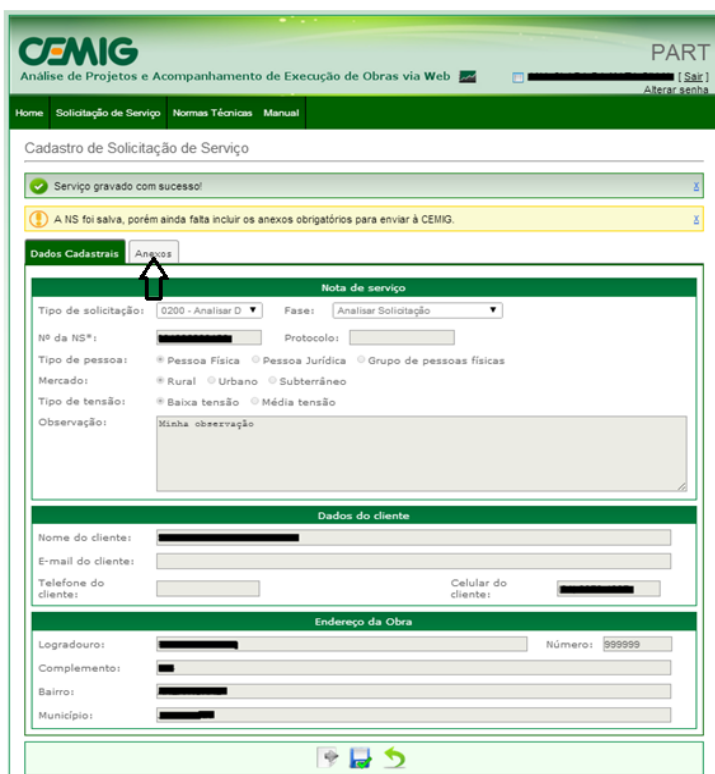 CEMIG
PART
Análise de Projetos e Acompanhamento de Execução de Obras via Web
[ Sair ]
Alterar senha
Home Solicitação de Serviço Normas Técnicas Manual
Cadastro de Solicitação de Serviço
Serviço gravado com sucesso! x
A NS foi salva, porém ainda falta incluir os anexos obrigatórios para enviar à CEMIG. x
Dados Cadastrais Anexos
Nota de serviço
Tipo de solicitação: 0200 - Analisar D Fase: Analisar Solicitação
Nº da NS*: Protocolo:
Tipo de pessoa: Pessoa Física Pessoa Jurídica Grupo de pessoas físicas
Mercado: Rural Urbano Subterrâneo
Tipo de tensão: Baixa tensão Média tensão
Observação: Minha observação
Dados do cliente
Nome do cliente:
E-mail do cliente:
Telefone do cliente: Celular do cliente:
Endereço da Obra
Logradouro: Número: 999999
Complemento:
Bairro:
Município: